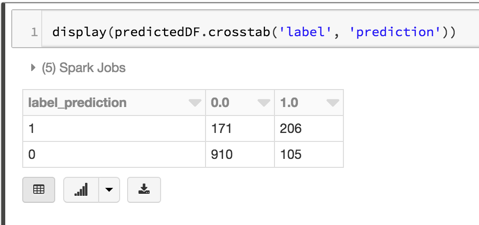 1 display(predictedDF.crosstab('label', 'prediction'))
(5) Spark Jobs
label_prediction 0.0 1.0
1 171 206
0 910 105